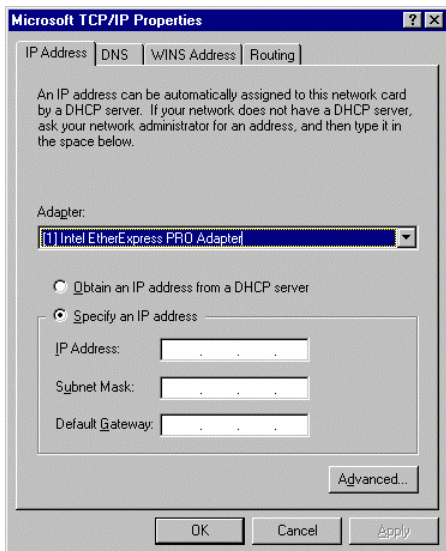 Microsoft TCP/IP Properties
IP Address DNS WINS Address Routing
An IP address can be automatically assigned to this network card
by a DHCP server. If your network does not have a DHCP server,
ask your network administrator for an address, and then type it in
the space below.
Adapter:
[1] Intel EtherExpress PRO Adapter
Obtain an IP address from a DHCP server
Specify an IP address
IP Address: . . .
Subnet Mask: . . .
Default Gateway: . . .
Advanced...
OK Cancel Apply